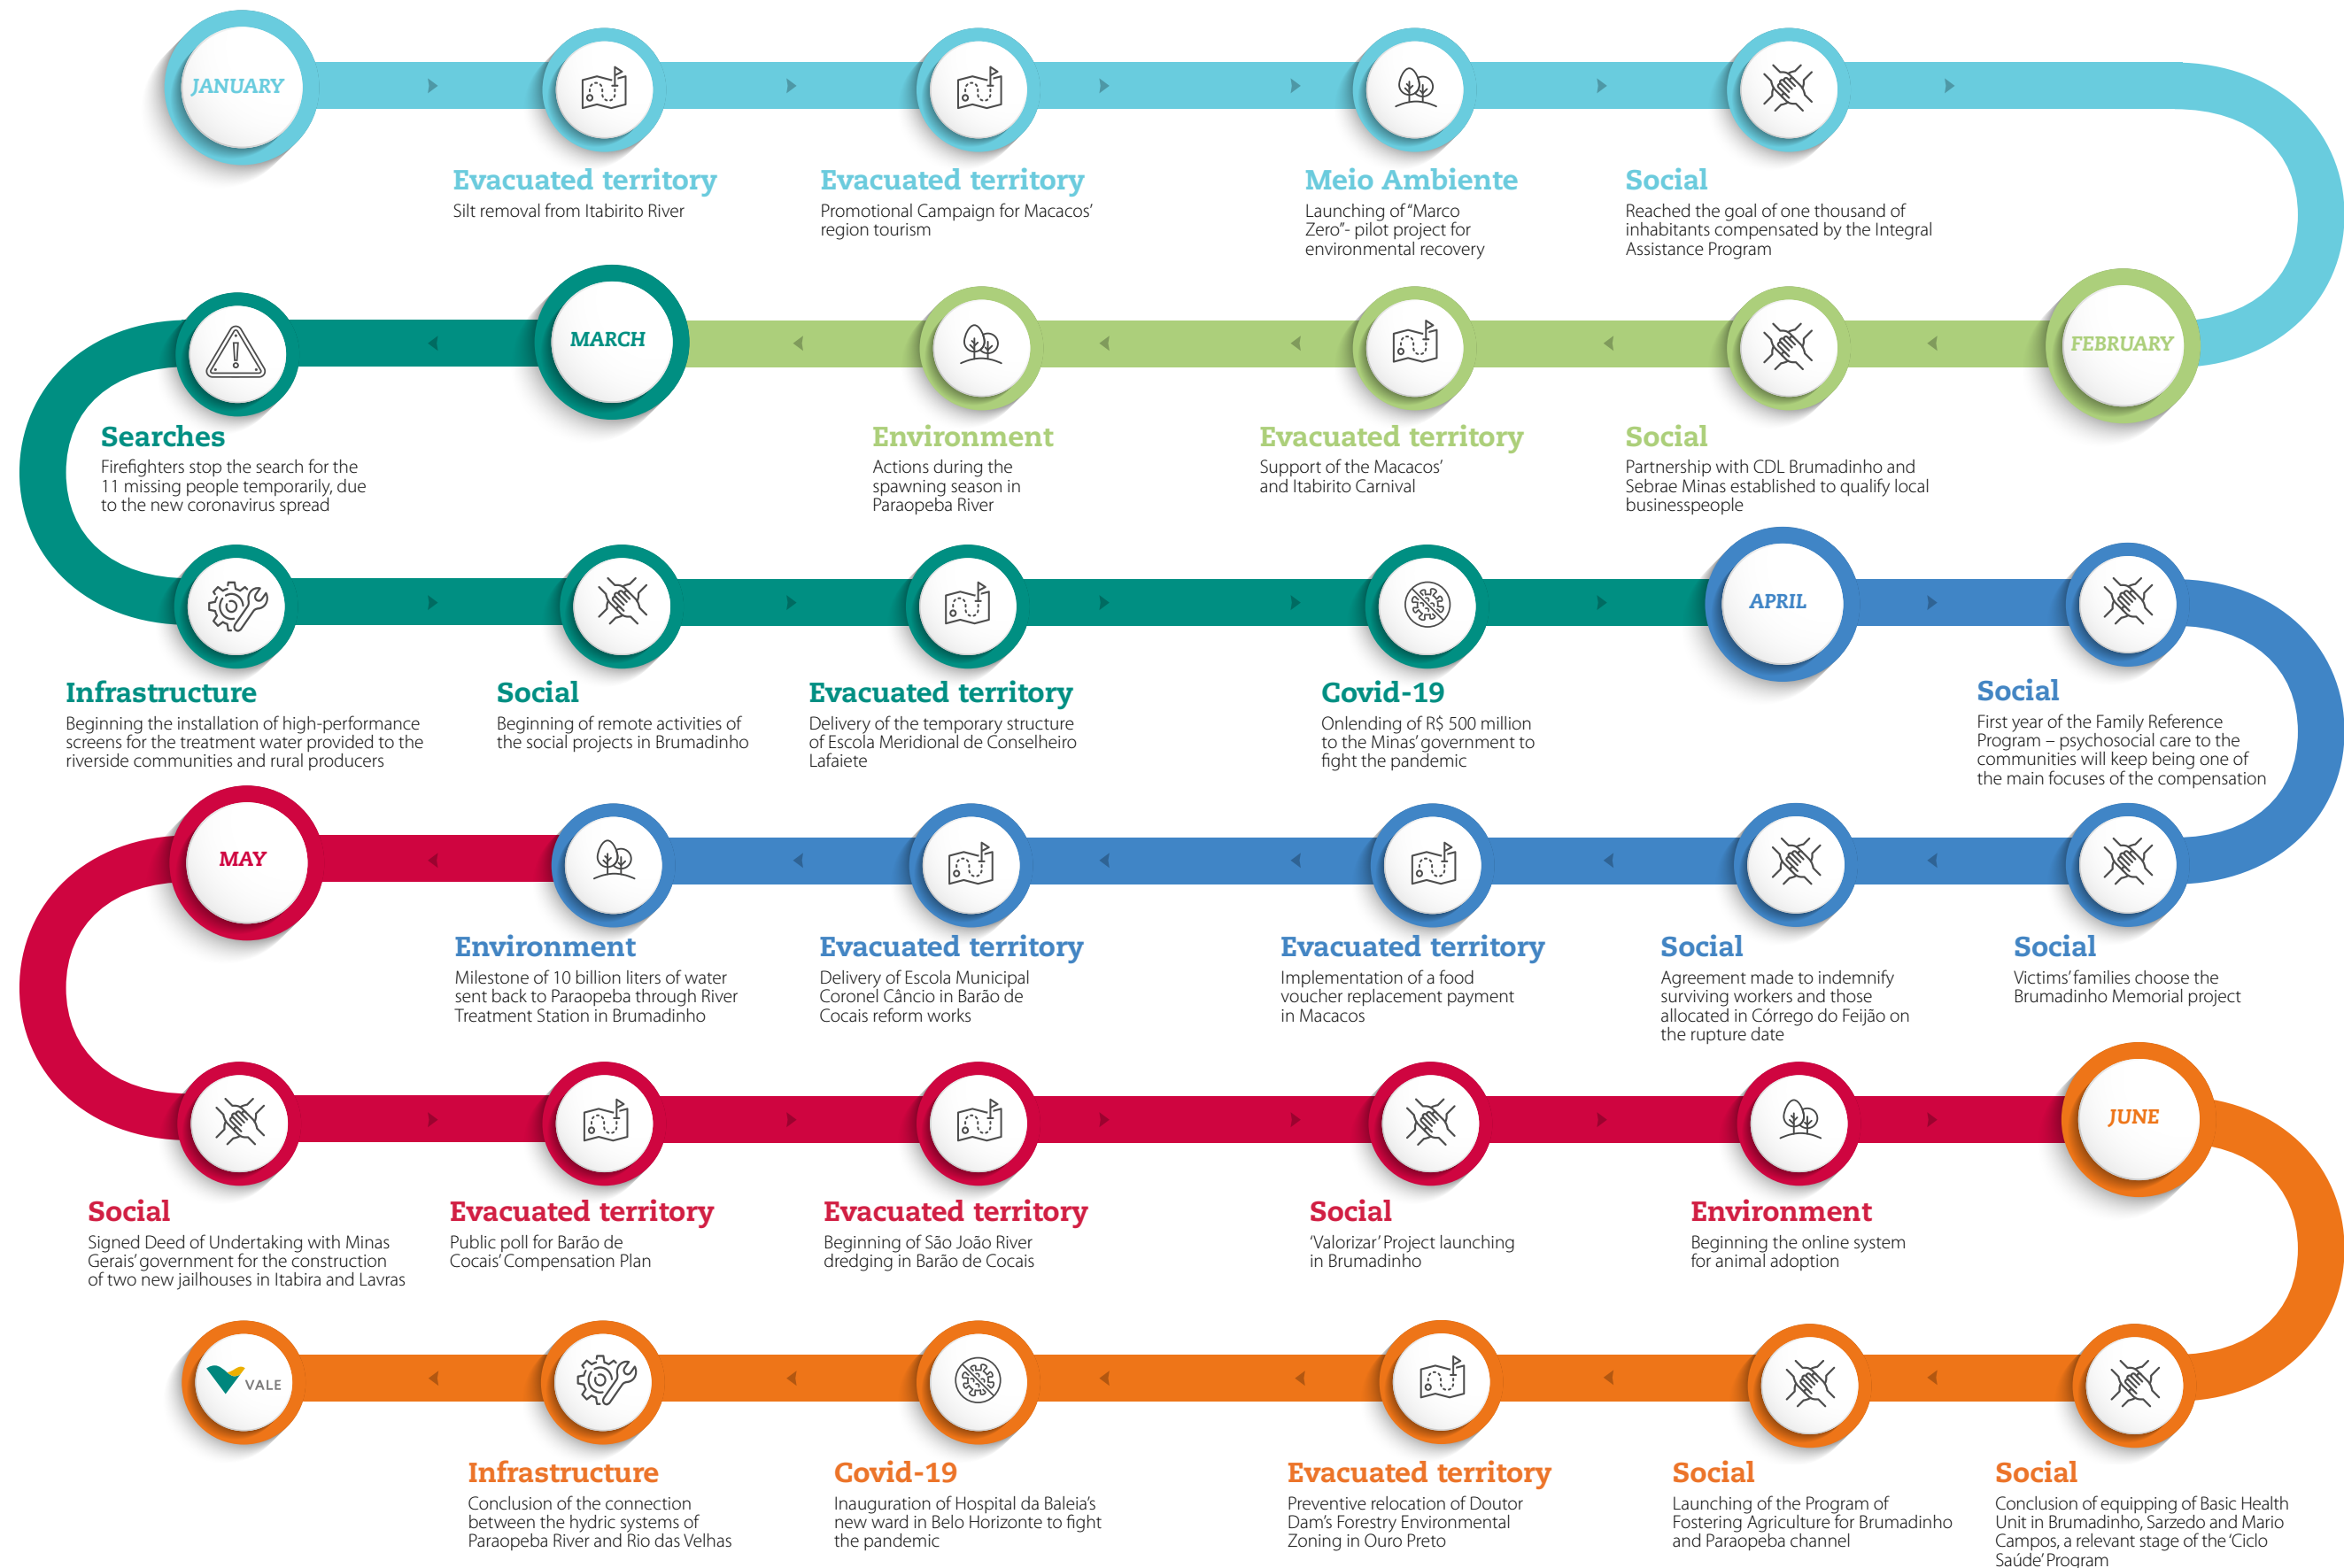 JANUARY
Evacuated territory
Silt removal from Itabirito River
Evacuated territory
Promotional Campaign for Macacos'
region tourism
Meio Ambiente
Launching of "Marco
Zero"- pilot project for
environmental recovery
Social
Reached the goal of one thousand of
inhabitants compensated by the Integral
Assistance Program
FEBRUARY
Social
Partnership with CDL Brumadinho and
Sebrae Minas established to qualify local
businesspeople
Evacuated territory
Support of the Macacos'
and Itabirito Carnival
Environment
Actions during the
spawning season in
Paraopeba River
MARCH
Searches
Firefighters stop the search for the
11 missing people temporarily, due
to the new coronavirus spread
Infrastructure
Beginning the installation of high-performance
screens for the treatment water provided to the
riverside communities and rural producers
Social
Beginning of remote activities of
the social projects in Brumadinho
Evacuated territory
Delivery of the temporary structure
of Escola Meridional de Conselheiro
Lafaiete
Covid-19
Onlending of R$ 500 million
to the Minas' government to
fight the pandemic
APRIL
Social
First year of the Family Reference
Program – psychosocial care to the
communities will keep being one of
the main focuses of the compensation
Social
Victims' families choose the
Brumadinho Memorial project
Social
Agreement made to indemnify
surviving workers and those
allocated in Córrego do Feijão on
the rupture date
Evacuated territory
Implementation of a food
voucher replacement payment
in Macacos
Evacuated territory
Delivery of Escola Municipal
Coronel Câncio in Barão de
Cocais reform works
Environment
Milestone of 10 billion liters of water
sent back to Paraopeba through River
Treatment Station in Brumadinho
MAY
Social
Signed Deed of Undertaking with Minas
Gerais' government for the construction
of two new jailhouses in Itabira and Lavras
Evacuated territory
Public poll for Barão de
Cocais' Compensation Plan
Evacuated territory
Beginning of São João River
dredging in Barão de Cocais
Social
'Valorizar' Project launching
in Brumadinho
Environment
Beginning the online system
for animal adoption
JUNE
Social
Conclusion of equipping of Basic Health
Unit in Brumadinho, Sarzedo and Mario
Campos, a relevant stage of the 'Ciclo
Saúde' Program
Social
Launching of the Program of
Fostering Agriculture for Brumadinho
and Paraopeba channel
Evacuated territory
Preventive relocation of Doutor
Dam's Forestry Environmental
Zoning in Ouro Preto
Covid-19
Inauguration of Hospital da Baleia's
new ward in Belo Horizonte to fight
the pandemic
Infrastructure
Conclusion of the connection
between the hydric systems of
Paraopeba River and Rio das Velhas
VALE